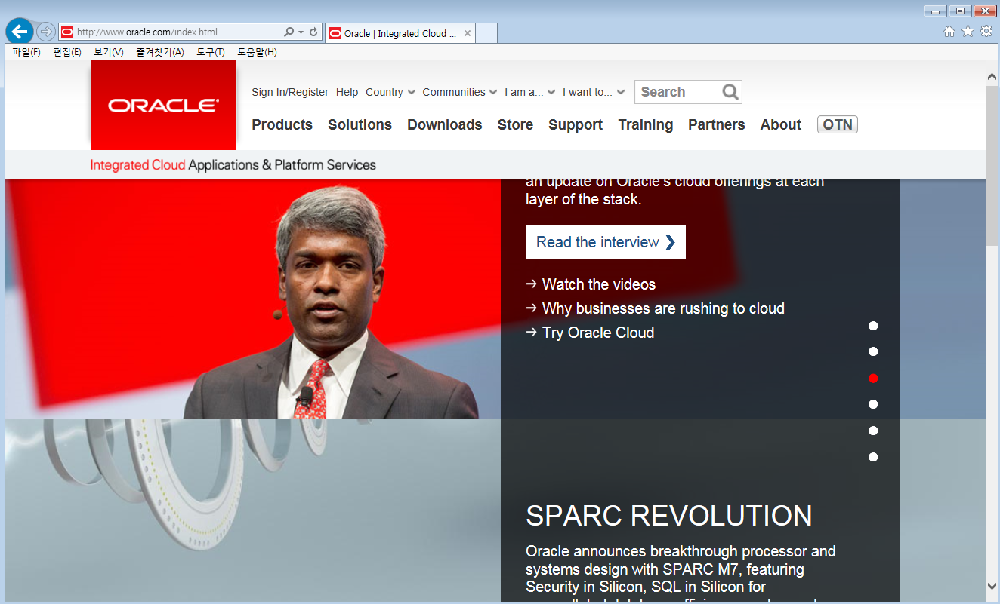 http://www.oracle.com/index.html
Oracle | Integrated Cloud ...
파일(F) 편집(E) 보기(V) 즐겨찾기(A) 도구(T) 도움말(H)
ORACLE
Sign In/Register Help Country Communities I am a... I want to... Search
Products Solutions Downloads Store Support Training Partners About OTN
Integrated Cloud Applications & Platform Services
an update on Oracle's cloud offerings at each
layer of the stack.
Read the interview
Watch the videos
Why businesses are rushing to cloud
Try Oracle Cloud
SPARC REVOLUTION
Oracle announces breakthrough processor and
systems design with SPARC M7, featuring
Security in Silicon, SQL in Silicon for
unparalleled database efficiency, and record